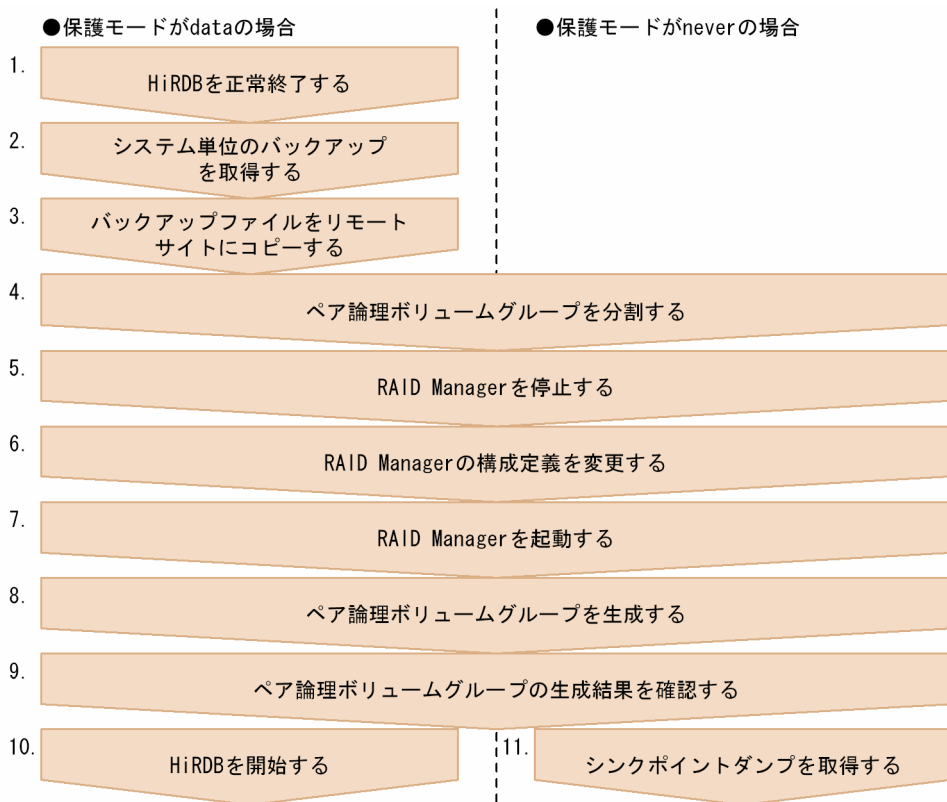 ●保護モードがdataの場合
●保護モードがneverの場合
1.
HiRDBを正常終了する
2.
システム単位のバックアップ
を取得する
3.
バックアップファイルをリモート
サイトにコピーする
4.
ペア論理ボリュームグループを分割する
5.
RAID Managerを停止する
6.
RAID Managerの構成定義を変更する
7.
RAID Managerを起動する
8.
ペア論理ボリュームグループを生成する
9.
ペア論理ボリュームグループの生成結果を確認する
10.
HiRDBを開始する
11.
シンクポイントダンプを取得する